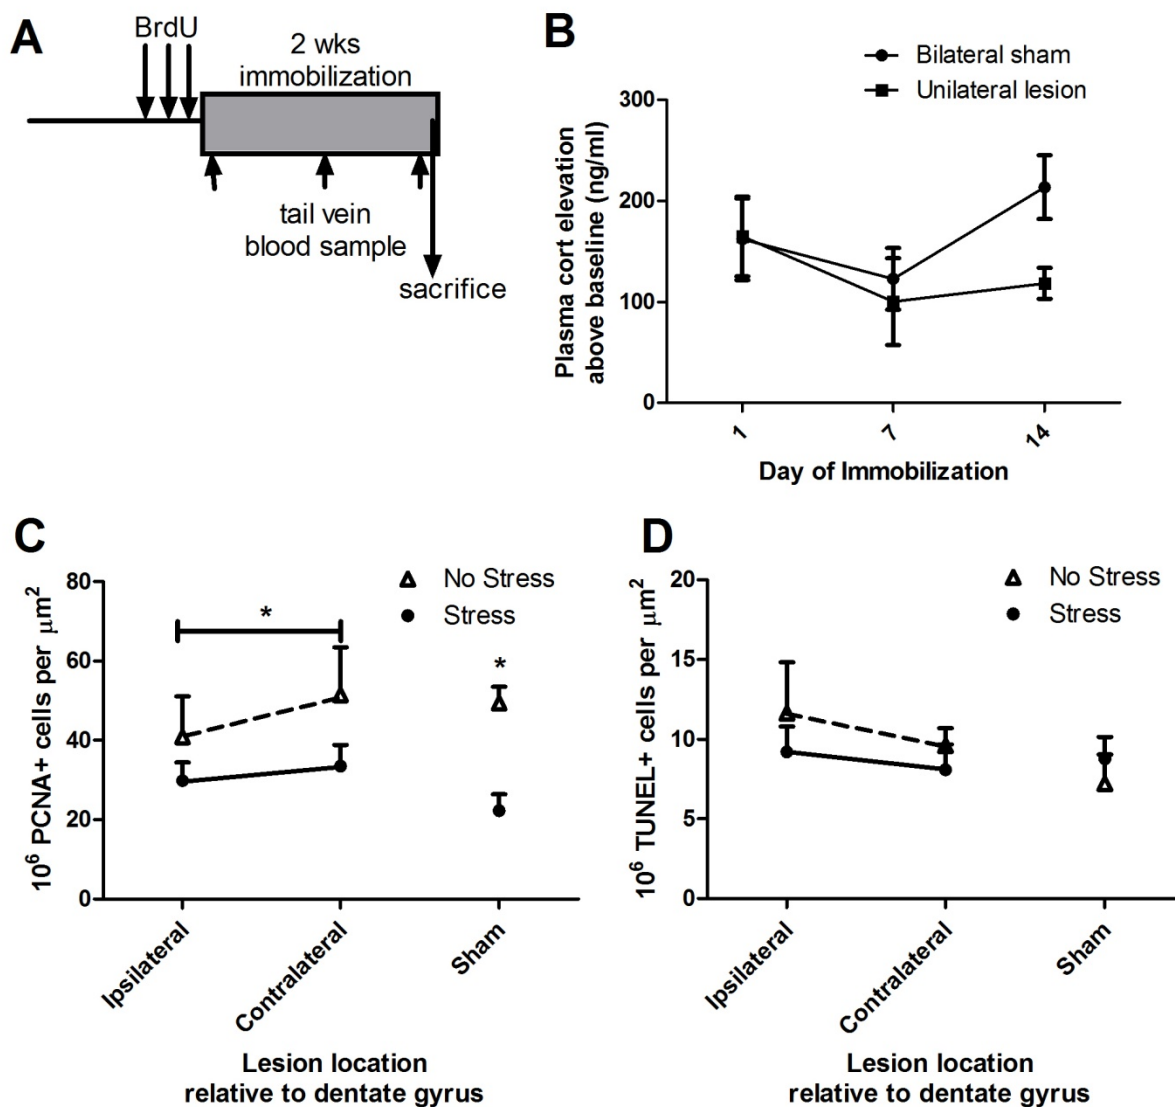 A
BrdU
2 wks
immobilization
tail vein
blood sample
sacrifice
B
Bilateral sham
Unilateral lesion
Plasma cort elevation
above baseline (ng/ml)
300
200
100
0
1
7
14
Day of Immobilization
C
No Stress
Stress
10⁶ PCNA+ cells per μm²
80
60
40
20
0
*
*
Ipsilateral
Contralateral
Sham
Lesion location
relative to dentate gyrus
D
No Stress
Stress
10⁶ TUNEL+ cells per μm²
20
15
10
5
0
Ipsilateral
Contralateral
Sham
Lesion location
relative to dentate gyrus